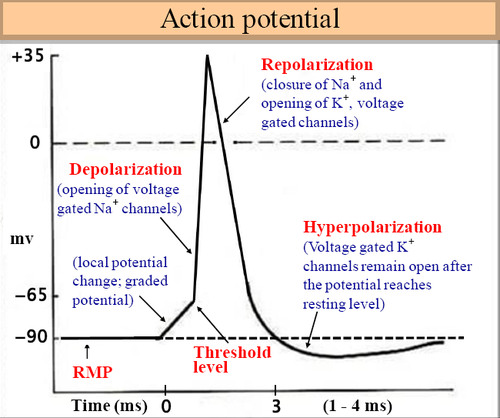 Action potential
+35
Repolarization
(closure of Na+ and
opening of K+, voltage
gated channels)
0
Depolarization
(opening of voltage
gated Na+ channels)
Hyperpolarization
(Voltage gated K+
channels remain open after
the potential reaches
resting level)
mv
(local potential
change; graded
potential)
−65
−90
Threshold
level
RMP
Time (ms) 0 3 (1 - 4 ms)